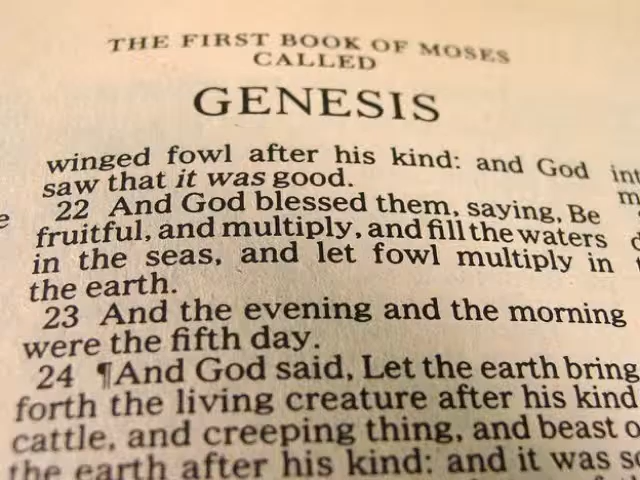 THE FIRST BOOK OF MOSES
CALLED
GENESIS
winged fowl after his kind: and God
saw that it was good.
22 And God blessed them, saying, Be
fruitful, and multiply, and fill the waters
in the seas, and let fowl multiply in
the earth.
23 And the evening and the morning
were the fifth day.
24 ¶And God said, Let the earth bring
forth the living creature after his kind
cattle, and creeping thing, and beast
the earth after his kind: and it was